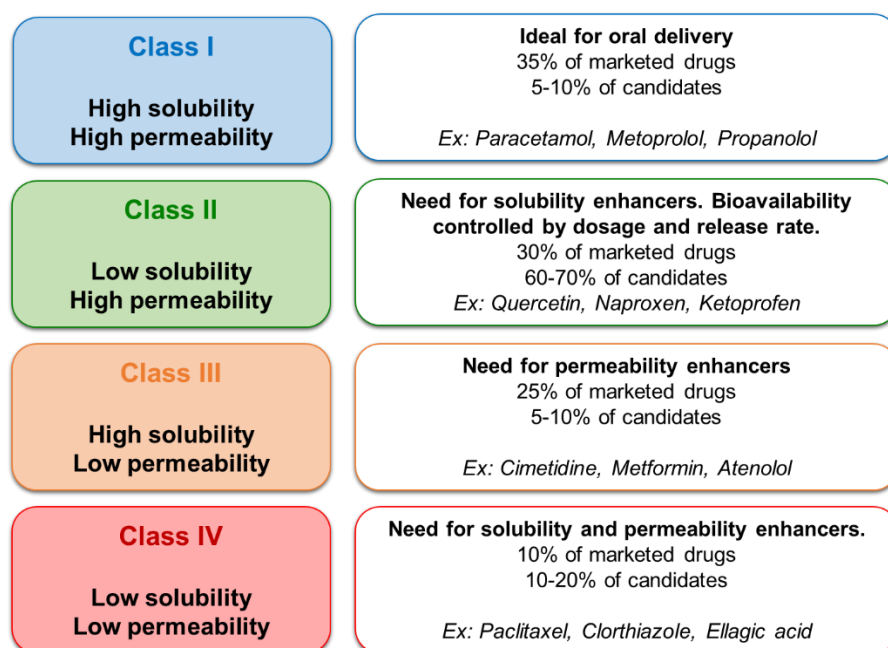 Class I
High solubility
High permeability
Ideal for oral delivery
35% of marketed drugs
5-10% of candidates
Ex: Paracetamol, Metoprolol, Propanolol
Class II
Low solubility
High permeability
Need for solubility enhancers. Bioavailability
controlled by dosage and release rate.
30% of marketed drugs
60-70% of candidates
Ex: Quercetin, Naproxen, Ketoprofen
Class III
High solubility
Low permeability
Need for permeability enhancers
25% of marketed drugs
5-10% of candidates
Ex: Cimetidine, Metformin, Atenolol
Class IV
Low solubility
Low permeability
Need for solubility and permeability enhancers.
10% of marketed drugs
10-20% of candidates
Ex: Paclitaxel, Clorthiazole, Ellagic acid